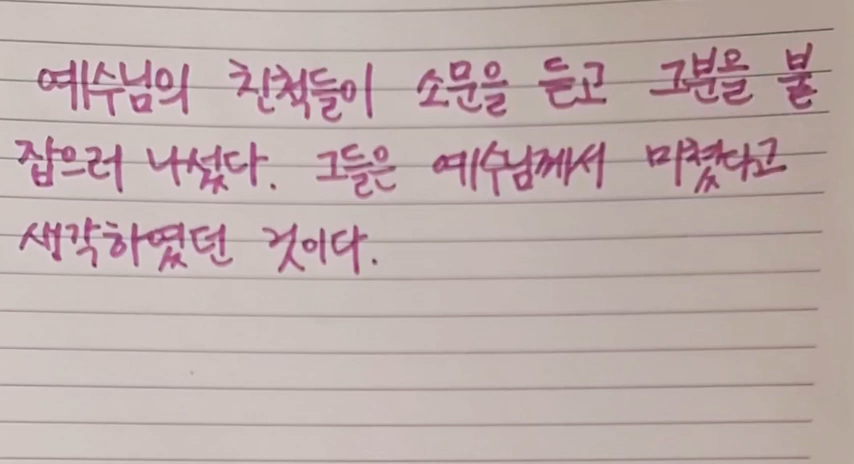 예수님의 친척들이 소문을 듣고 그분을 붙
잡으러 나섰다. 그들은 예수님께서 미쳤다고
생각하였던 것이다.